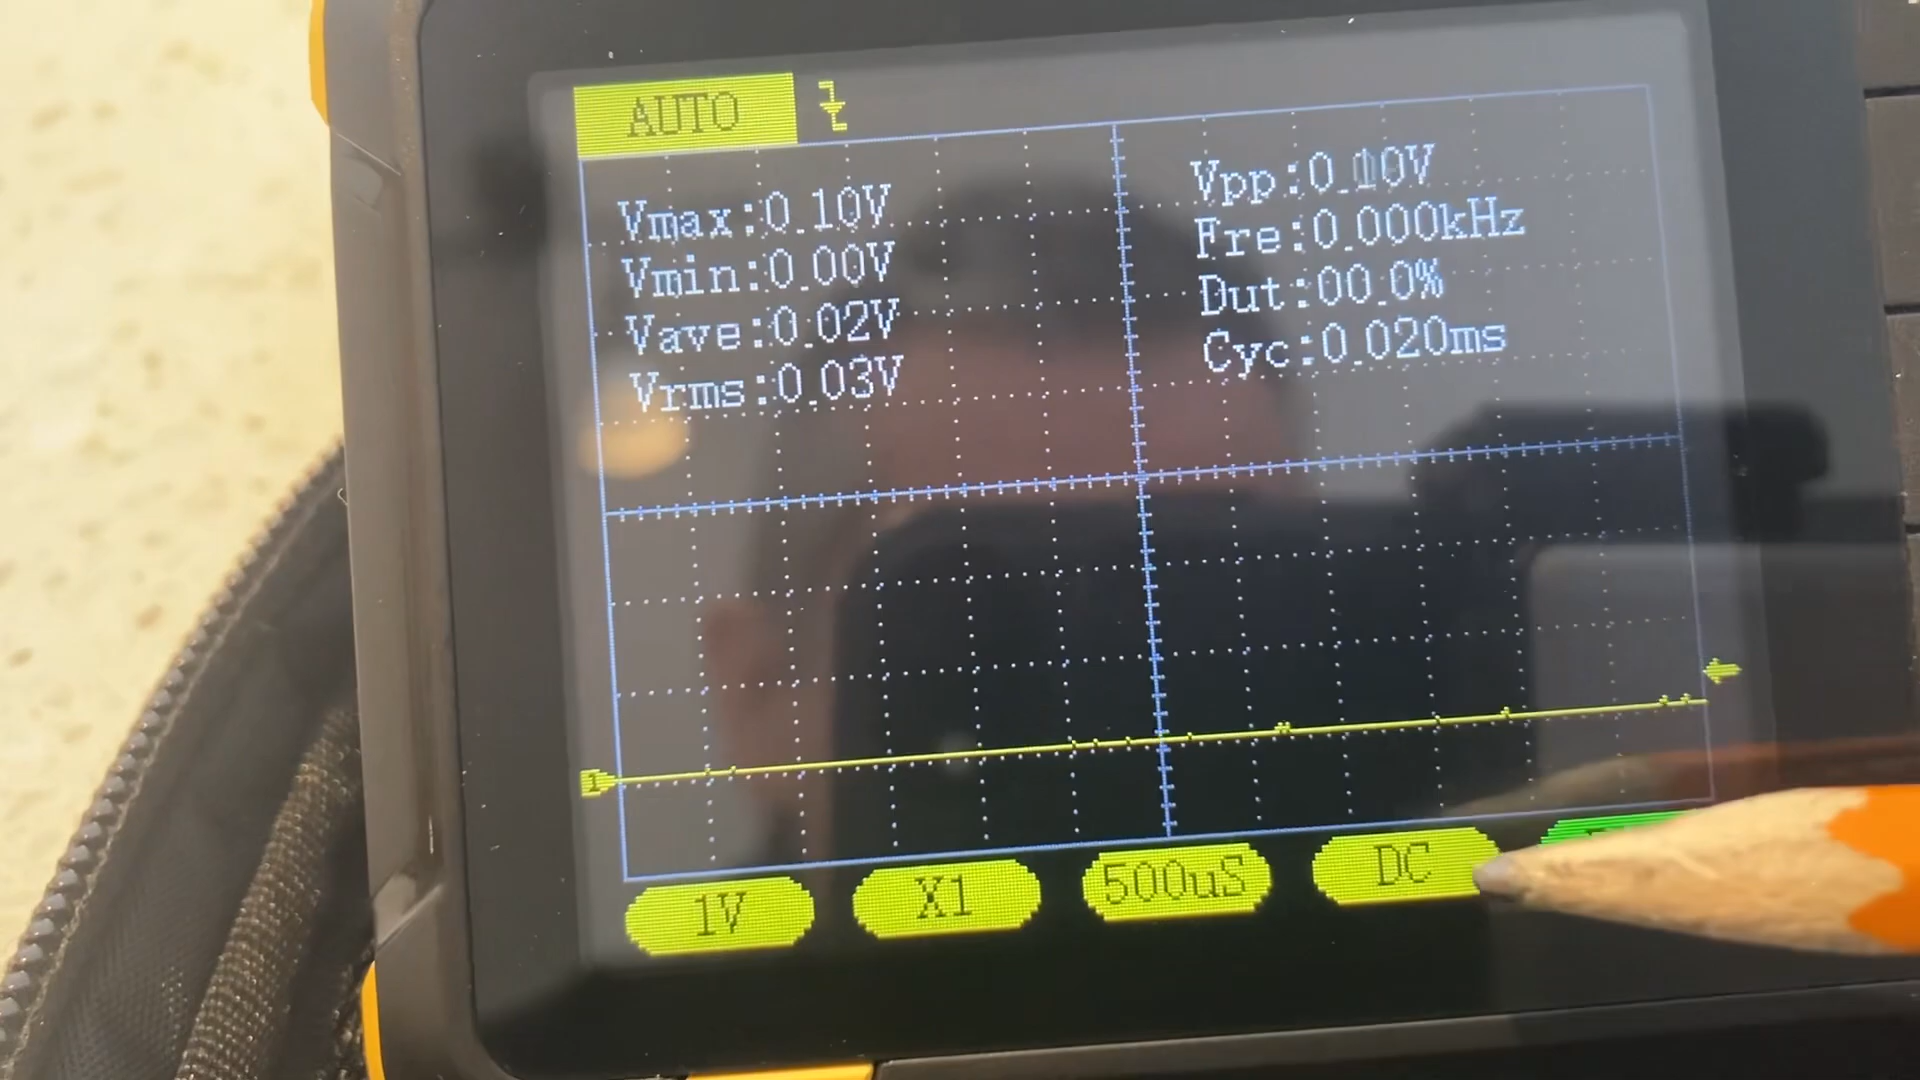 AUTO
Vmax:0.10V
Vmin:0.00V
Vave:0.02V
Vrms:0.03V
Vpp:0.10V
Fre:0.000kHz
Dut:00.0%
Cyc:0.020ms
1
1V
X1
500uS
DC